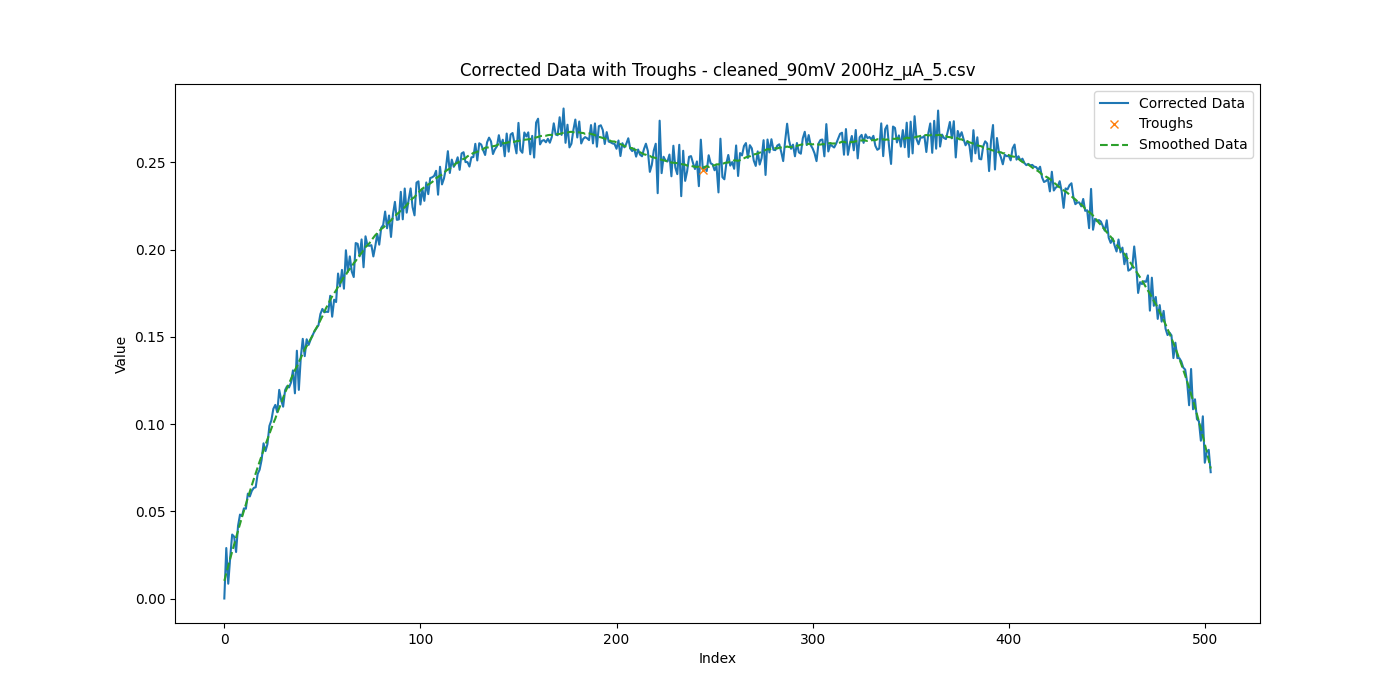 Corrected Data with Troughs - cleaned_90mV 200Hz_µA_5.csv
Corrected Data
Troughs
Smoothed Data
Value
0.25
0.20
0.15
0.10
0.05
0.00
0
100
200
300
400
500
Index